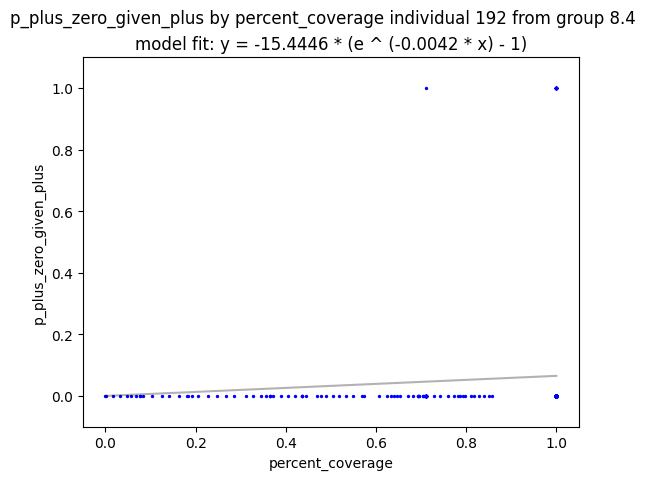 p_plus_zero_given_plus by percent_coverage individual 192 from group 8.4
model fit: y = -15.4446 * (e ^ (-0.0042 * x) - 1)
1.0
0.8
0.6
0.4
0.2
0.0
p_plus_zero_given_plus
0.0 0.2 0.4 0.6 0.8 1.0
percent_coverage